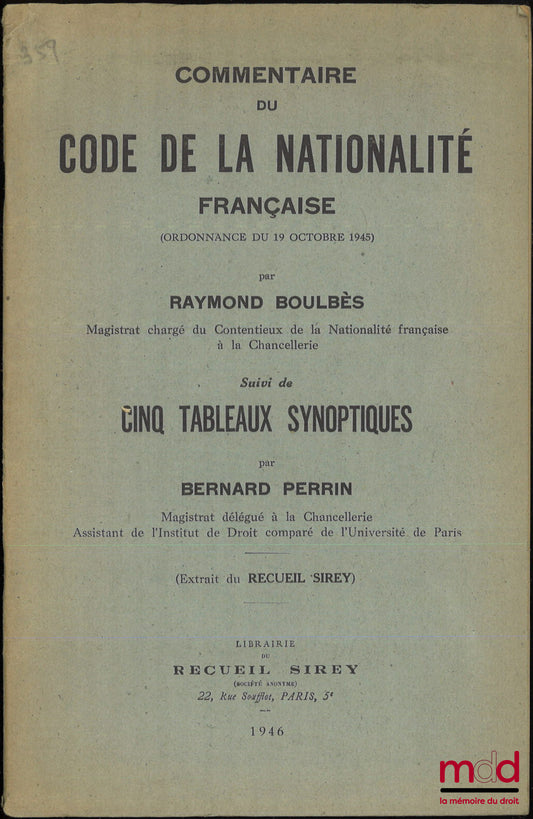 359
COMMENTAIRE
DU
CODE DE LA NATIONALITÉ
FRANÇAISE
(ORDONNANCE DU 19 OCTOBRE 1945)
par
RAYMOND BOULBÈS
Magistrat chargé du Contentieux de la Nationalité française
à la Chancellerie
Suivi de
CINQ TABLEAUX SYNOPTIQUES
par
BERNARD PERRIN
Magistrat délégué à la Chancellerie
Assistant de l'Institut de Droit comparé de l'Université de Paris
(Extrait du RECUEIL SIREY)
LIBRAIRIE
DU
RECUEIL SIREY
(SOCIÉTÉ ANONYME)
22, Rue Soufflot, PARIS, 5e
1946
mdd
la mémoire du droit